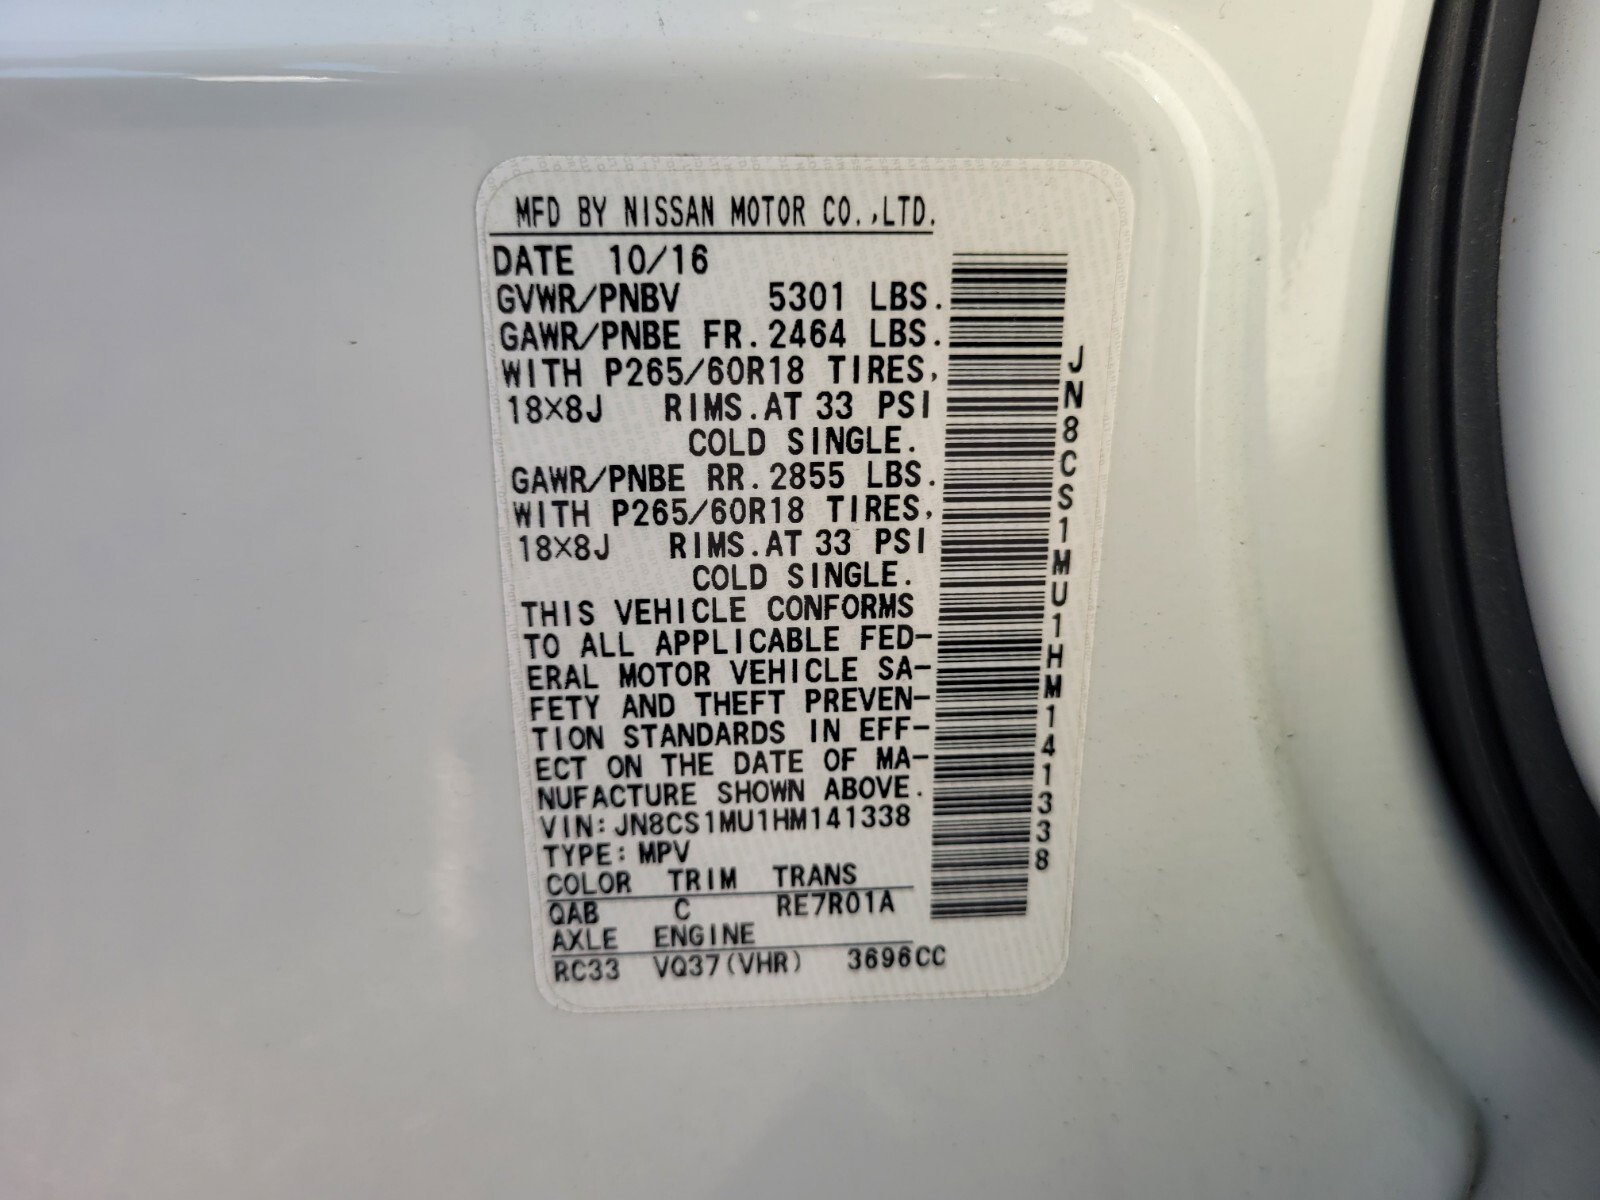 MFD BY NISSAN MOTOR CO.,LTD.
DATE 10/16
GVWR/PNBV 5301 LBS.
GAWR/PNBE FR. 2464 LBS.
WITH P265/60R18 TIRES,
18×8J RIMS. AT 33 PSI
COLD SINGLE.
GAWR/PNBE RR. 2855 LBS.
WITH P265/60R18 TIRES,
18×8J RIMS. AT 33 PSI
COLD SINGLE.
THIS VEHICLE CONFORMS
TO ALL APPLICABLE FED-
ERAL MOTOR VEHICLE SA-
FETY AND THEFT PREVEN-
TION STANDARDS IN EFF-
ECT ON THE DATE OF MA-
NUFACTURE SHOWN ABOVE.
VIN: JN8CS1MU1HM141338
TYPE: MPV
COLOR TRIM TRANS
QAB C RE7R01A
AXLE ENGINE
RC33 VQ37(VHR) 3696CC
JN8CS1MU1HM141338